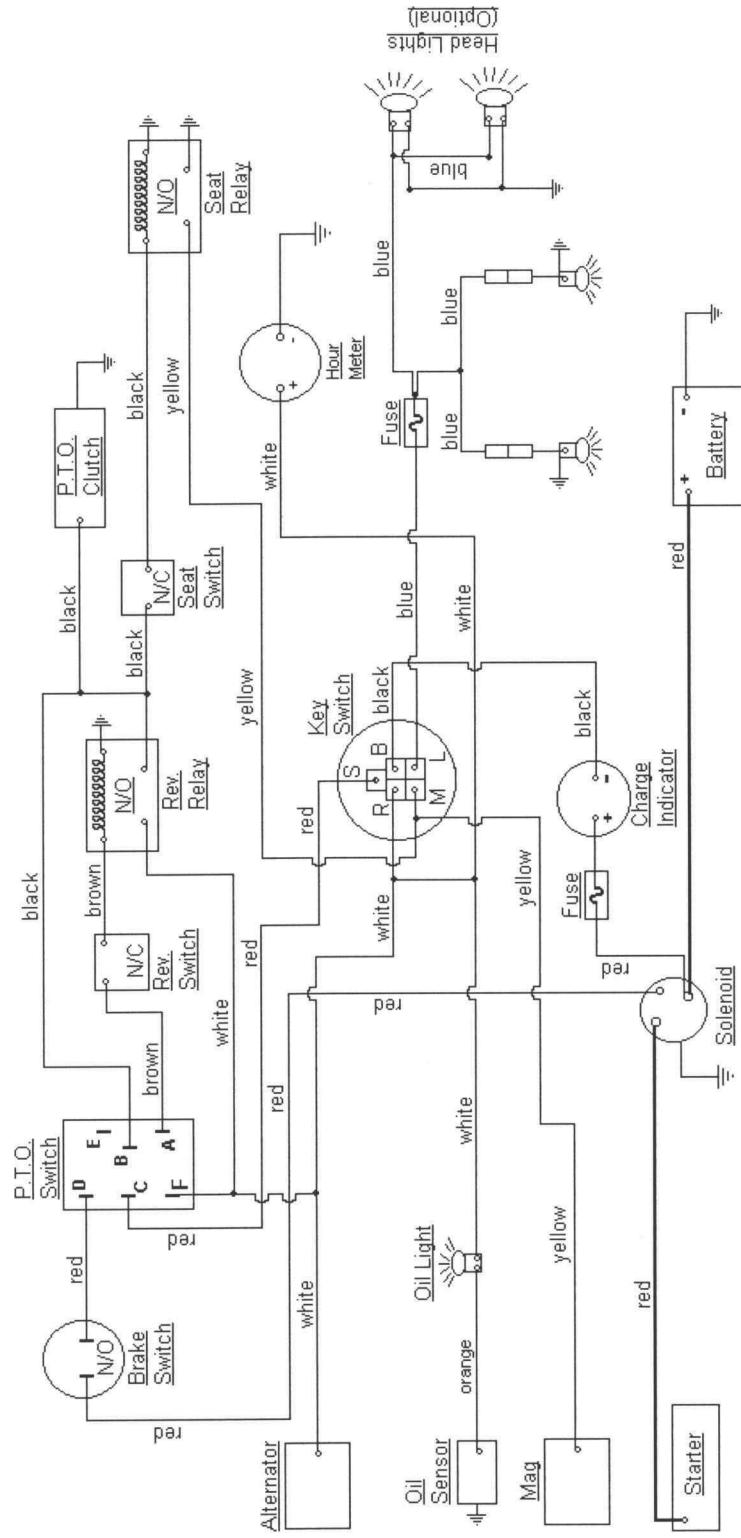 Head Lights
(Optional)
N/O
Seat
Relay
blue
black
yellow
Hour
Meter
+
-
blue
blue
P.T.O.
Clutch
white
Fuse
blue
Battery
+
-
black
N/C
Seat
Switch
black
yellow
blue
white
red
Key
Switch
black
S
R
B
M
L
black
Charge
Indicator
+
-
N/O
Rev.
Relay
red
black
brown
N/C
Rev.
Switch
red
white
yellow
Fuse
red
brown
white
red
red
Solenoid
P.T.O.
Switch
D
E
C
B
F
A
red
white
red
white
Oil Light
yellow
N/O
Brake
Switch
orange
red
red
Alternator
Oil
Sensor
Mag
Starter